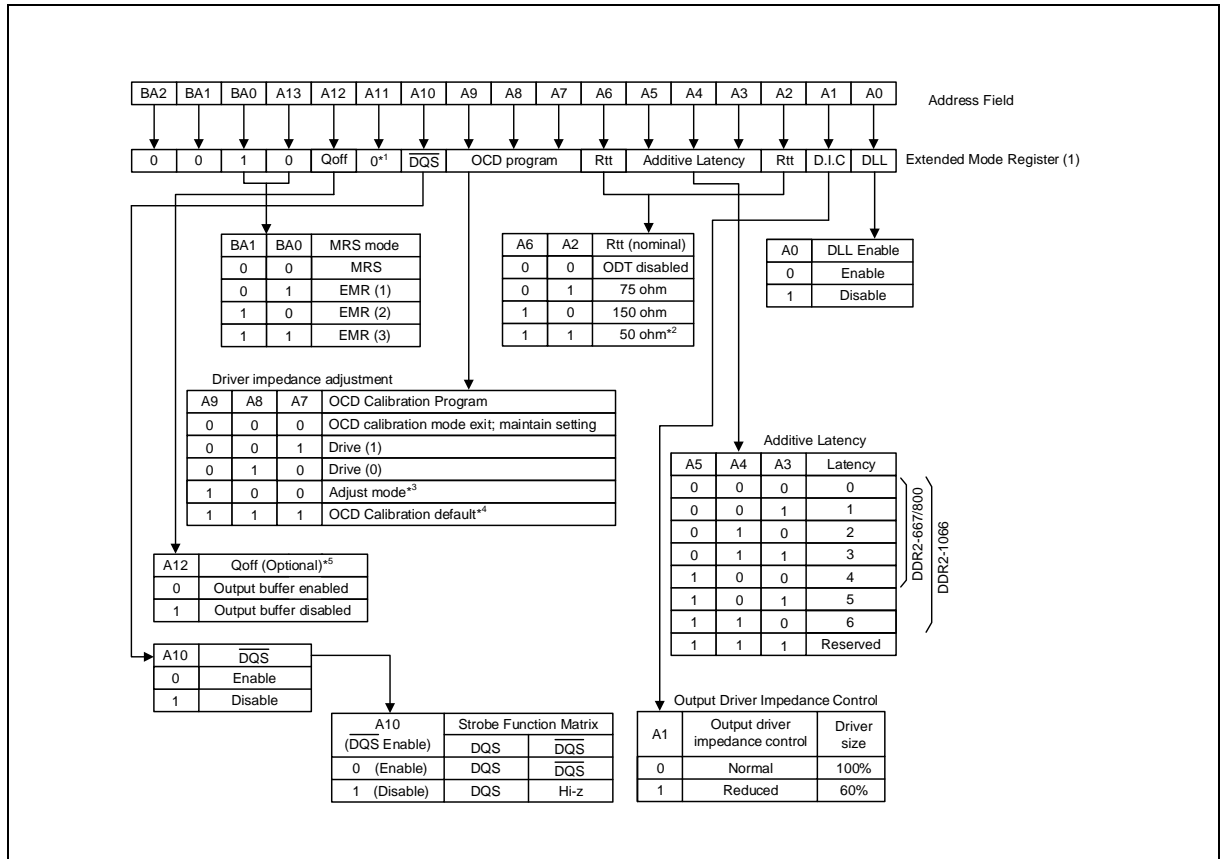 BA2 BA1 BA0 A13 A12 A11 A10 A9 A8 A7 A6 A5 A4 A3 A2 A1 A0
Address Field
0 0 1 0 Qoff 0*1 D̅Q̅S̅ OCD program Rtt Additive Latency Rtt D.I.C DLL
Extended Mode Register (1)
BA1 BA0 MRS mode
0 0 MRS
0 1 EMR (1)
1 0 EMR (2)
1 1 EMR (3)
A6 A2 Rtt (nominal)
0 0 ODT disabled
0 1 75 ohm
1 0 150 ohm
1 1 50 ohm*2
A0 DLL Enable
0 Enable
1 Disable
Driver impedance adjustment
A9 A8 A7 OCD Calibration Program
0 0 0 OCD calibration mode exit; maintain setting
0 0 1 Drive (1)
0 1 0 Drive (0)
1 0 0 Adjust mode*3
1 1 1 OCD Calibration default*4
Additive Latency
A5 A4 A3 Latency
0 0 0 0
0 0 1 1
0 1 0 2
0 1 1 3
1 0 0 4
1 0 1 5
1 1 0 6
1 1 1 Reserved
DDR2-667/800
DDR2-1066
A12 Qoff (Optional)*5
0 Output buffer enabled
1 Output buffer disabled
A10 D̅Q̅S̅
0 Enable
1 Disable
A10 Strobe Function Matrix
(D̅Q̅S̅ Enable) DQS D̅Q̅S̅
0 (Enable) DQS D̅Q̅S̅
1 (Disable) DQS Hi-z
Output Driver Impedance Control
A1 Output driver impedance control Driver size
0 Normal 100%
1 Reduced 60%